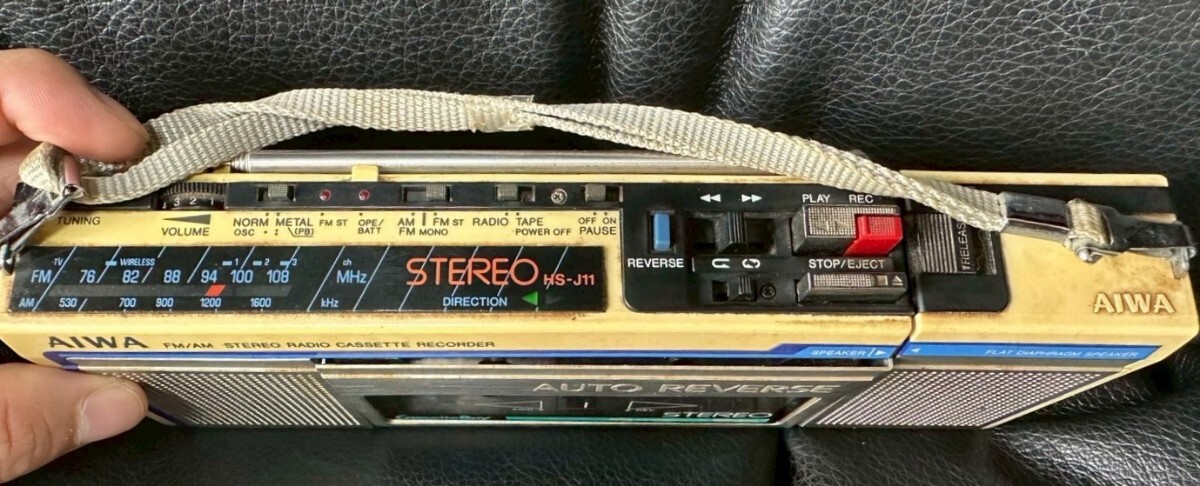 3 2
TUNING
VOLUME
NORM METAL FM ST OPE/ AM FM ST RADIO TAPE OFF ON
OSC (PB) BATT FM MONO POWER OFF PAUSE
TV WIRELESS 1 2 3 ch
FM 76 82 88 94 100 108 MHz
AM 530 700 900 1200 1600 kHz
STEREO HS-J11
DIRECTION
REVERSE
PLAY REC
STOP/EJECT
RELEASE
AIWA
AIWA FM/AM STEREO RADIO CASSETTE RECORDER
SPEAKER
FLAT DIAPHRAGM SPEAKER
AUTO REVERSE
STEREO